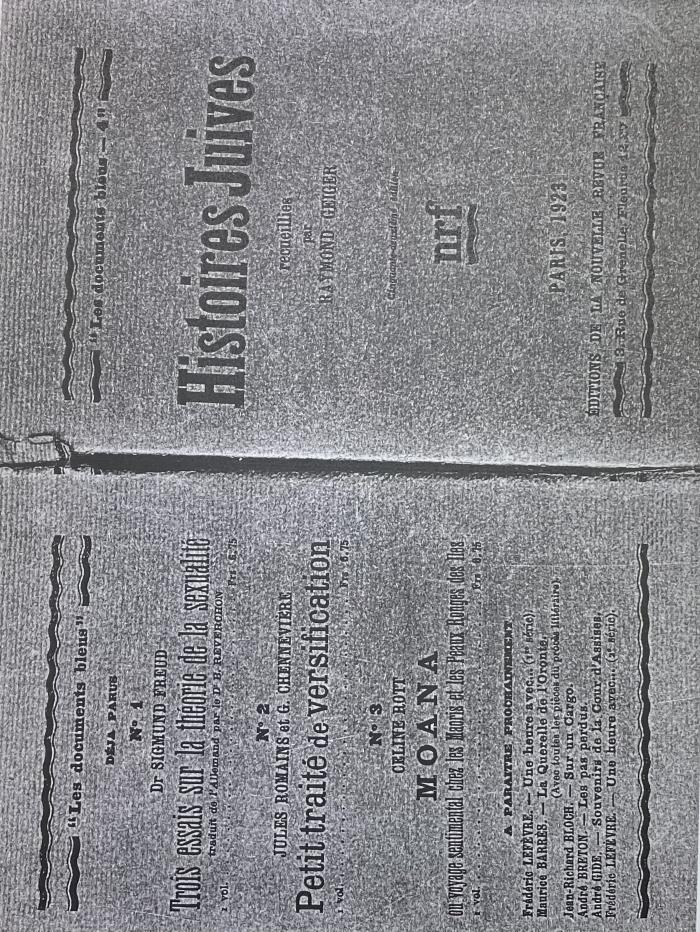 "Les documents bleus"
DÉJA PARUS
N° 1
Dr SIGMUND FREUD
Trois essais sur la théorie de la sexualité
traduit de l'Allemand par le Dr B. REVERCHON
1 vol. Frs 6.75
N° 2
JULES ROMAINS et G. CHENNEVIÈRE
Petit traité de versification
1 vol. Frs 6.75
N° 3
CELINE ROTT
MOANA
ou voyage sentimental chez les Maoris et les Peaux Rouges des Iles
1 vol. Frs 6.75
A PARAITRE PROCHAINEMENT
Frédéric LEFÈVRE. — Une heure avec... (1re série).
Maurice BARRÈS. — La Querelle de l'Oronte.
(Avec toutes les pièces du procès littéraire).
Jean-Richard BLOCH. — Sur un Cargo.
André BRETON. — Les pas perdus.
André GIDE. — Souvenirs de la Cour d'Assises.
Frédéric LEFÈVRE. — Une heure avec... (2e série).
"Les documents bleus — 4"
Histoires Juives
recueillies
par
RAYMOND GEIGER
édition
nrf
PARIS, 1923
ÉDITIONS DE LA NOUVELLE REVUE FRANÇAISE
3, Rue de Grenelle. Fleurus 12-27